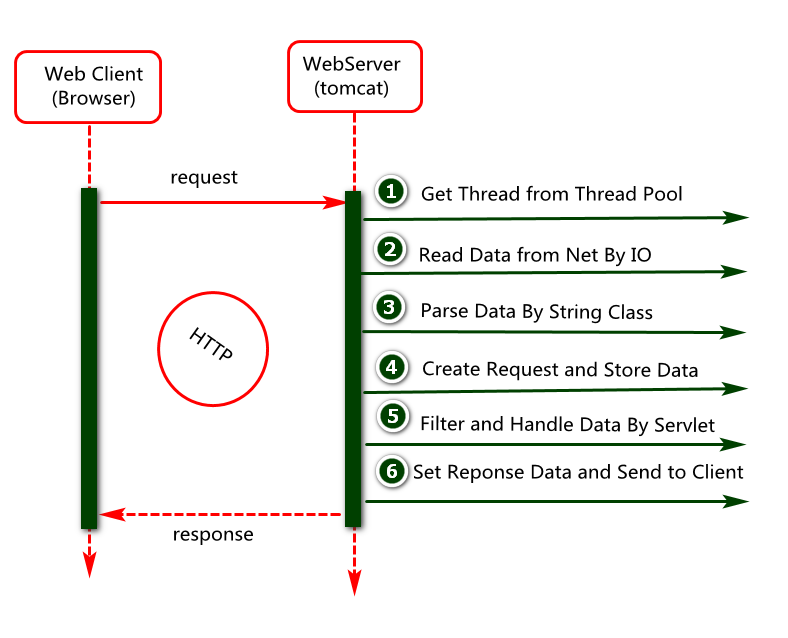 Web Client
(Browser)
WebServer
(tomcat)
request
1 Get Thread from Thread Pool
2 Read Data from Net By IO
3 Parse Data By String Class
HTTP
4 Create Request and Store Data
5 Filter and Handle Data By Servlet
6 Set Reponse Data and Send to Client
response